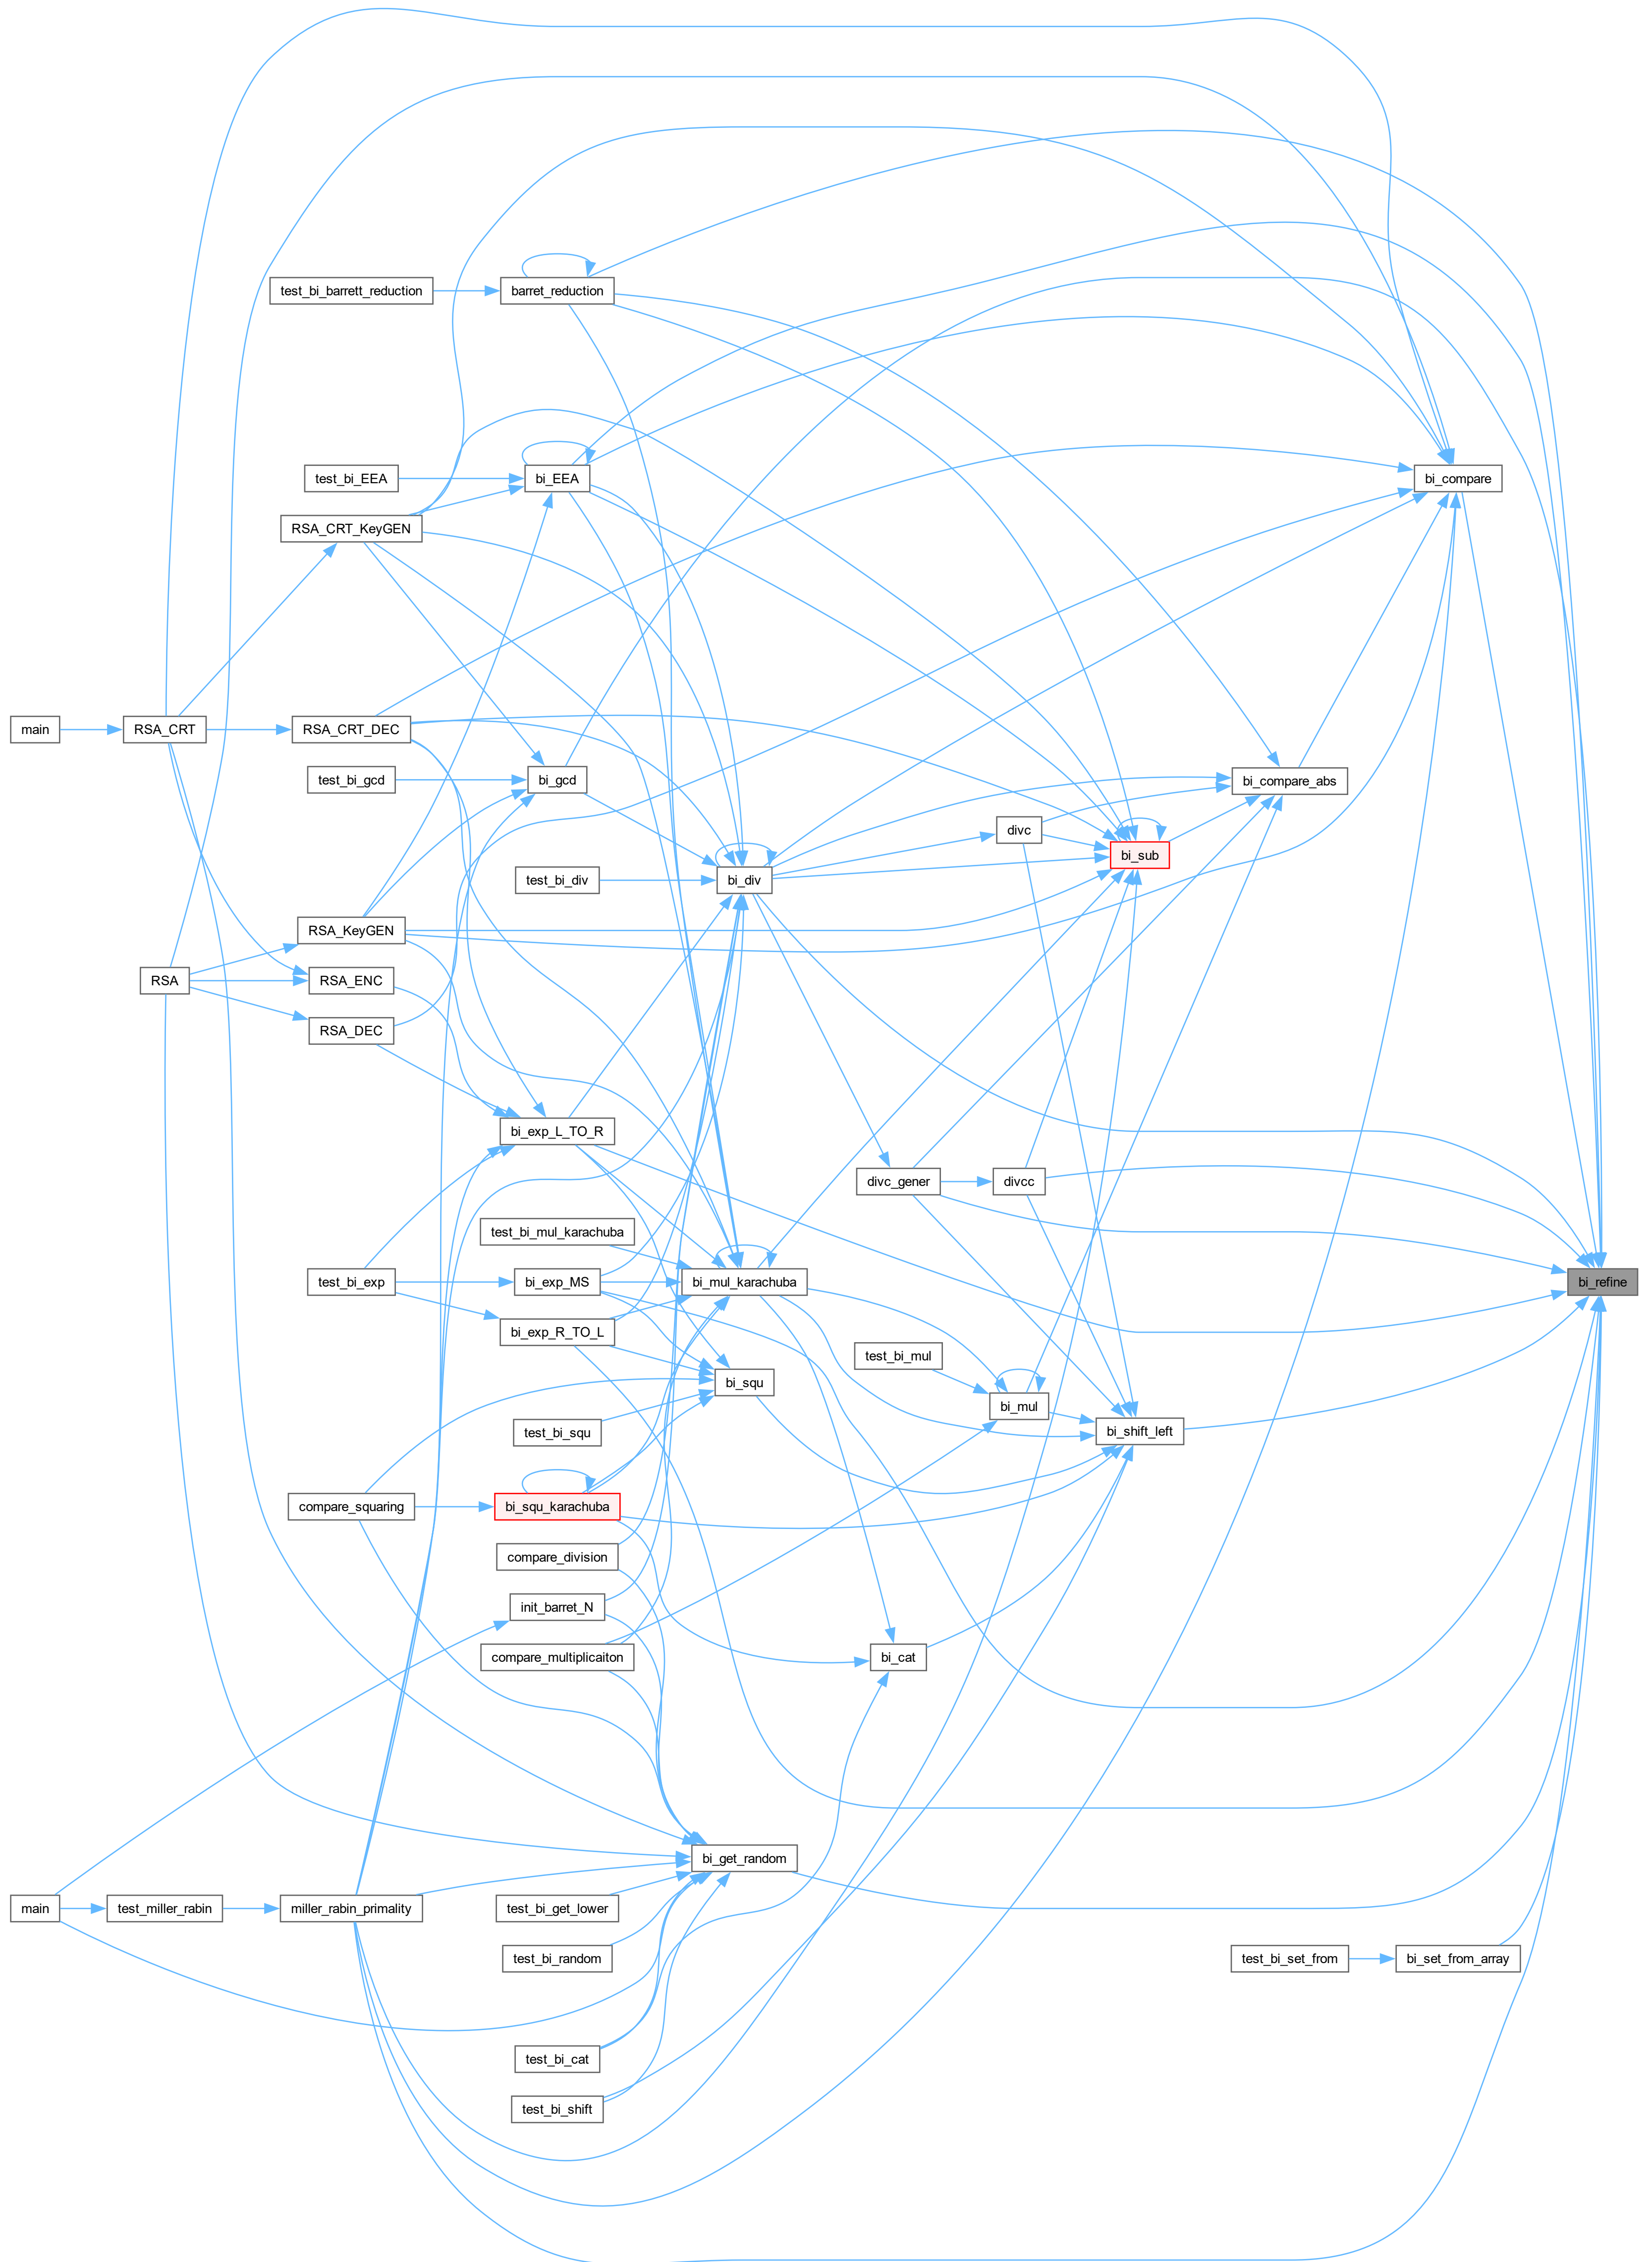 test_bi_barrett_reduction
barret_reduction
test_bi_EEA
bi_EEA
bi_compare
RSA_CRT_KeyGEN
main
RSA_CRT
RSA_CRT_DEC
test_bi_gcd
bi_gcd
bi_compare_abs
divc
bi_sub
test_bi_div
bi_div
RSA_KeyGEN
RSA
RSA_ENC
RSA_DEC
bi_exp_L_TO_R
divc_gener
divcc
test_bi_mul_karachuba
test_bi_exp
bi_exp_MS
bi_mul_karachuba
bi_refine
bi_exp_R_TO_L
test_bi_mul
bi_squ
bi_mul
test_bi_squ
bi_shift_left
compare_squaring
bi_squ_karachuba
compare_division
init_barret_N
compare_multiplicaiton
bi_cat
bi_get_random
main
test_miller_rabin
miller_rabin_primality
test_bi_get_lower
test_bi_random
test_bi_set_from
bi_set_from_array
test_bi_cat
test_bi_shift